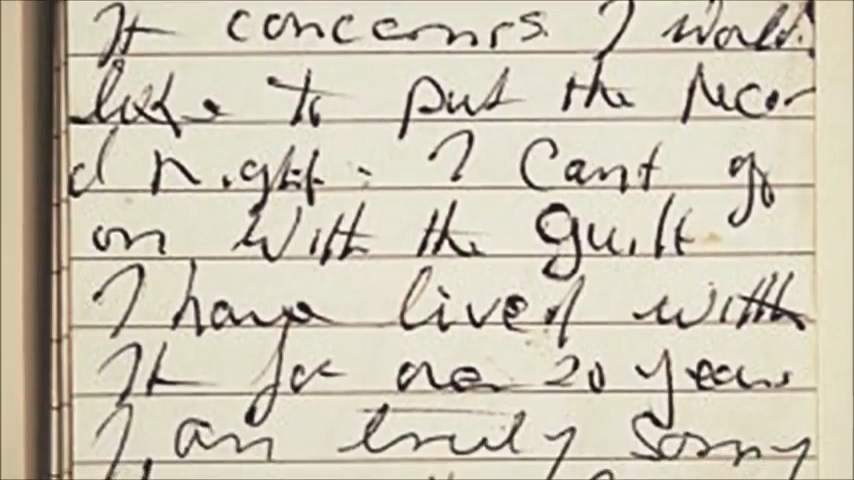 It concerns I would
like to put the recor
d right. I Cant go
on with the guilt
I have lived with
It for over 20 years
I am truly sorry